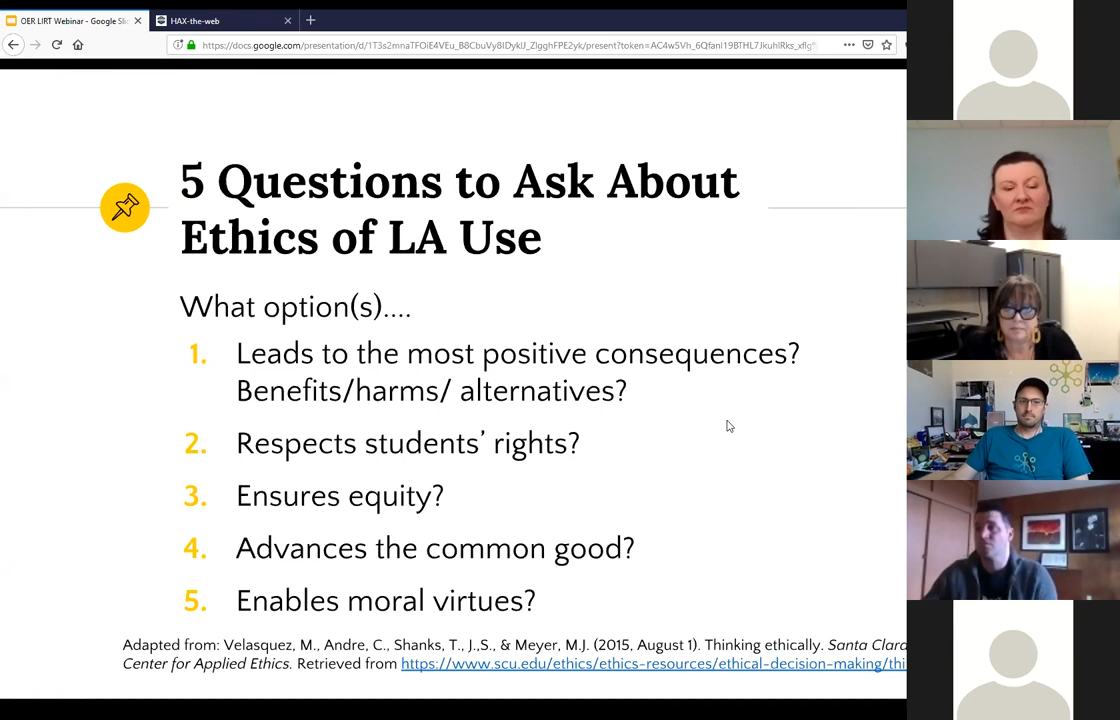 OER LIRT Webinar - Google Sli
HAX-the-web
https://docs.google.com/presentation/d/
5 Questions to Ask About
Ethics of LA Use
What option(s)....
1. Leads to the most positive consequences?
Benefits/harms/ alternatives?
2. Respects students’ rights?
3. Ensures equity?
4. Advances the common good?
5. Enables moral virtues?
Adapted from: Velasquez, M., Andre, C., Shanks, T., J.,S., & Meyer, M.J. (2015, August 1). Thinking ethically. Santa Clara
Center for Applied Ethics. Retrieved from https://www.scu.edu/ethics/ethics-resources/ethical-decision-making/thi